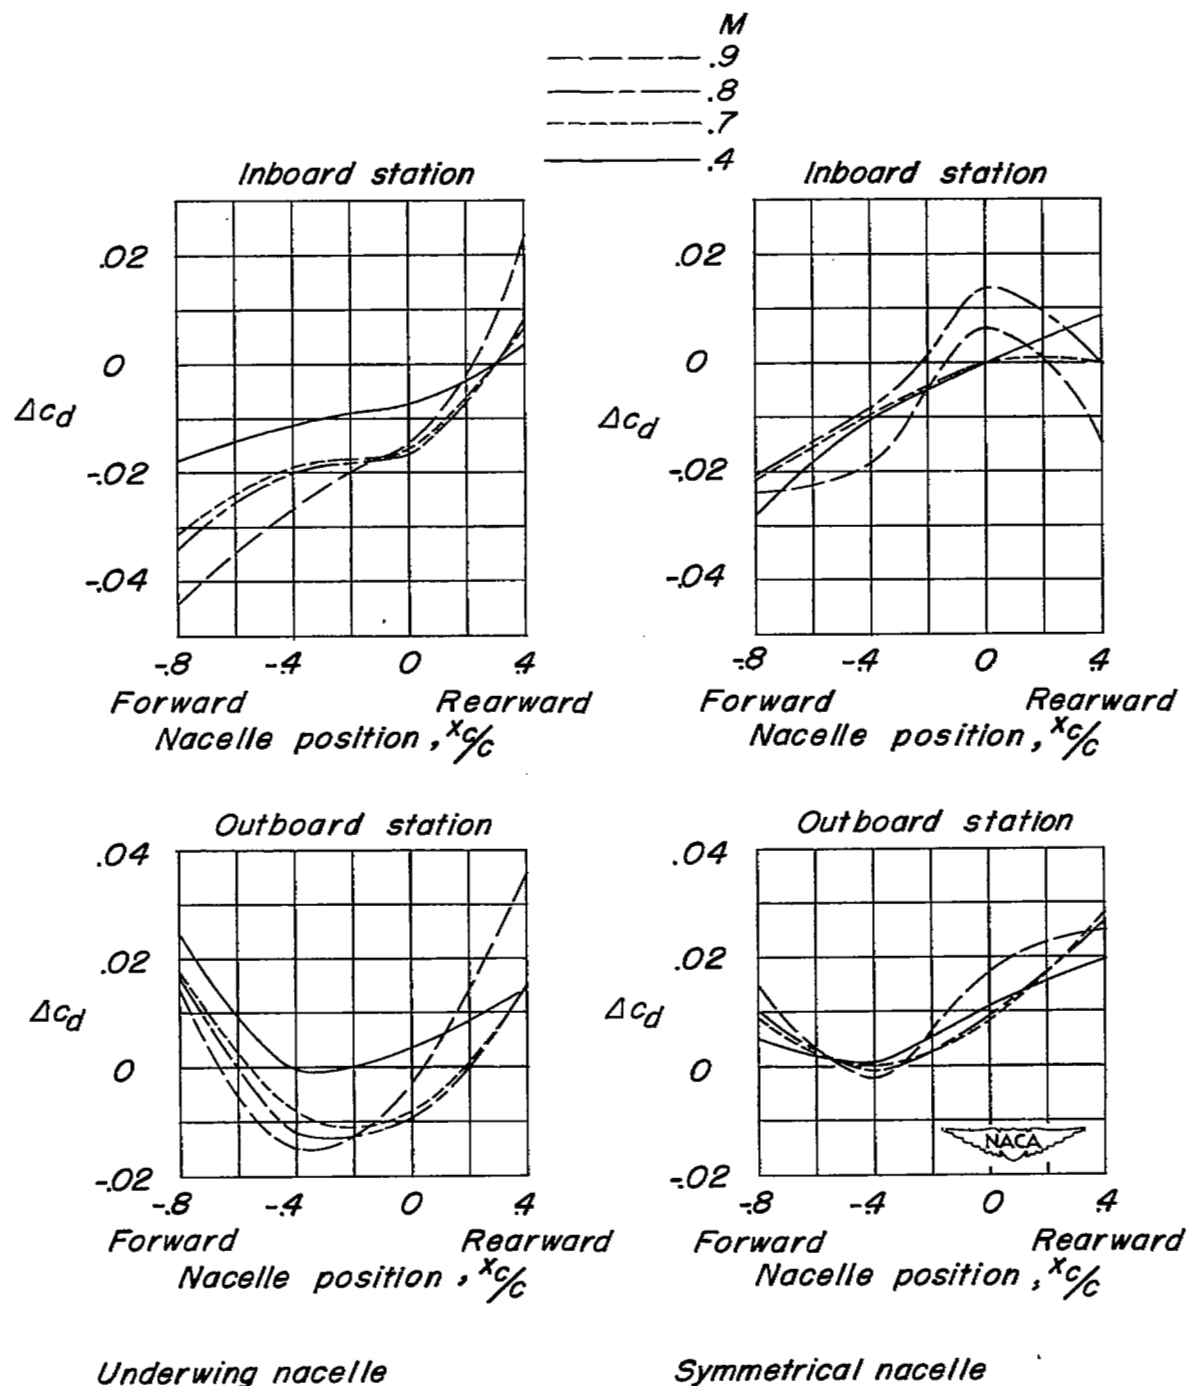 M
.9
.8
.7
.4
Inboard station
.02
0
-.02
-.04
Δcd
-.8 -.4 0 .4
Forward Rearward
Nacelle position, xc/c
Inboard station
.02
0
-.02
-.04
Δcd
-.8 -.4 0 .4
Forward Rearward
Nacelle position, xc/c
Outboard station
.04
.02
0
-.02
Δcd
-.8 -.4 0 .4
Forward Rearward
Nacelle position, xc/c
Underwing nacelle
Outboard station
.04
.02
0
-.02
Δcd
NACA
-.8 -.4 0 .4
Forward Rearward
Nacelle position, xc/c
Symmetrical nacelle